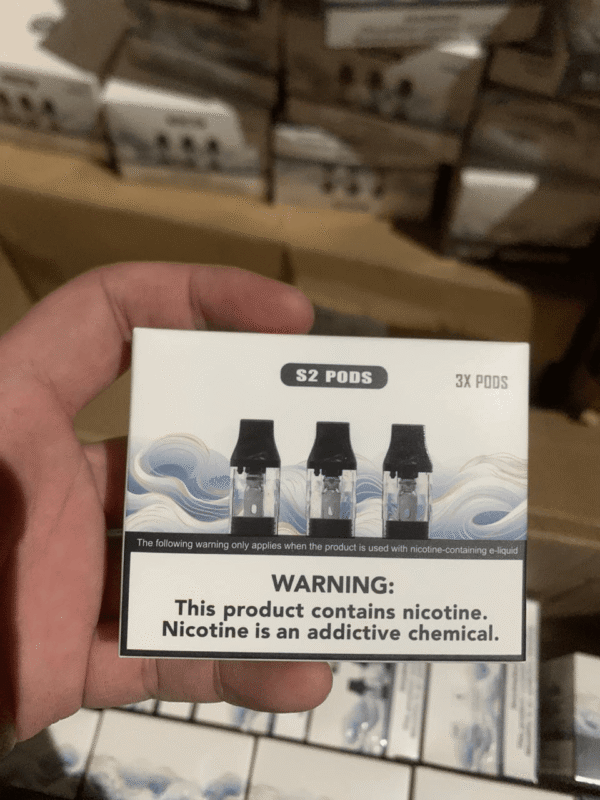 S2 PODS
3X PODS
The following warning only applies when the product is used with nicotine-containing e-liquid
WARNING:
This product contains nicotine.
Nicotine is an addictive chemical.